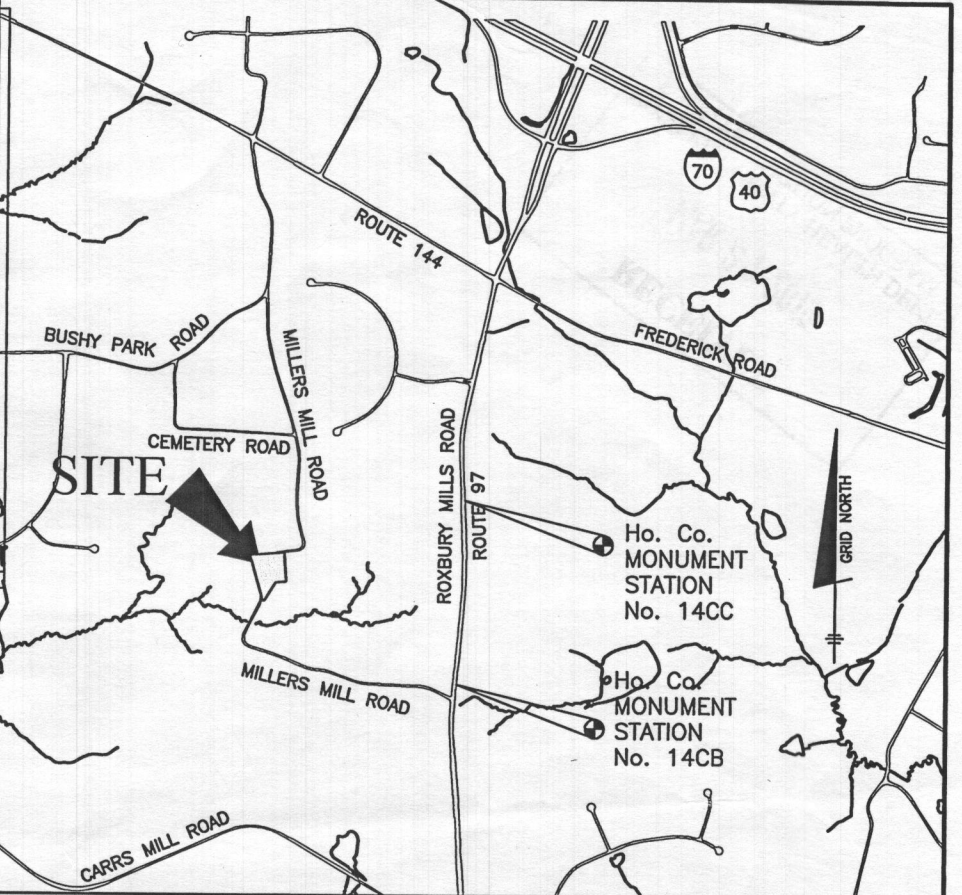 70
40
ROUTE 144
BUSHY PARK ROAD
MILLERS MILL ROAD
FREDERICK ROAD
CEMETERY ROAD
SITE
ROXBURY MILLS ROAD
ROUTE 97
GRID NORTH
Ho. Co.
MONUMENT
STATION
No. 14CC
MILLERS MILL ROAD
Ho. Co.
MONUMENT
STATION
No. 14CB
CARRS MILL ROAD